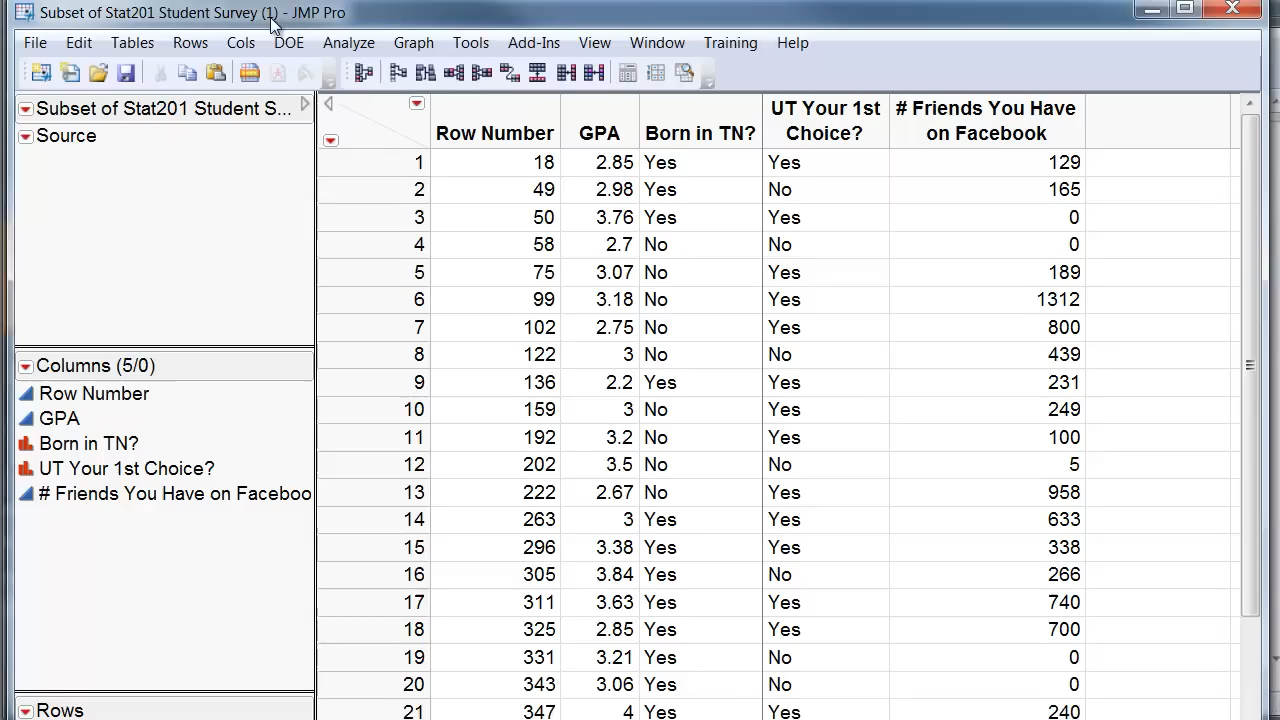 Subset of Stat201 Student Survey (1) - JMP Pro
File Edit Tables Rows Cols DOE Analyze Graph Tools Add-Ins View Window Training Help
Subset of Stat201 Student S...
Source
Columns (5/0)
Row Number
GPA
Born in TN?
UT Your 1st Choice?
# Friends You Have on Faceboo
Rows
Row Number GPA Born in TN? UT Your 1st Choice? # Friends You Have on Facebook
1 18 2.85 Yes Yes 129
2 49 2.98 Yes No 165
3 50 3.76 Yes Yes 0
4 58 2.7 No No 0
5 75 3.07 No Yes 189
6 99 3.18 No Yes 1312
7 102 2.75 No Yes 800
8 122 3 No No 439
9 136 2.2 Yes Yes 231
10 159 3 No Yes 249
11 192 3.2 No Yes 100
12 202 3.5 No No 5
13 222 2.67 No Yes 958
14 263 3 Yes Yes 633
15 296 3.38 Yes Yes 338
16 305 3.84 Yes No 266
17 311 3.63 Yes Yes 740
18 325 2.85 Yes Yes 700
19 331 3.21 Yes No 0
20 343 3.06 Yes No 0
21 347 4 Yes Yes 240